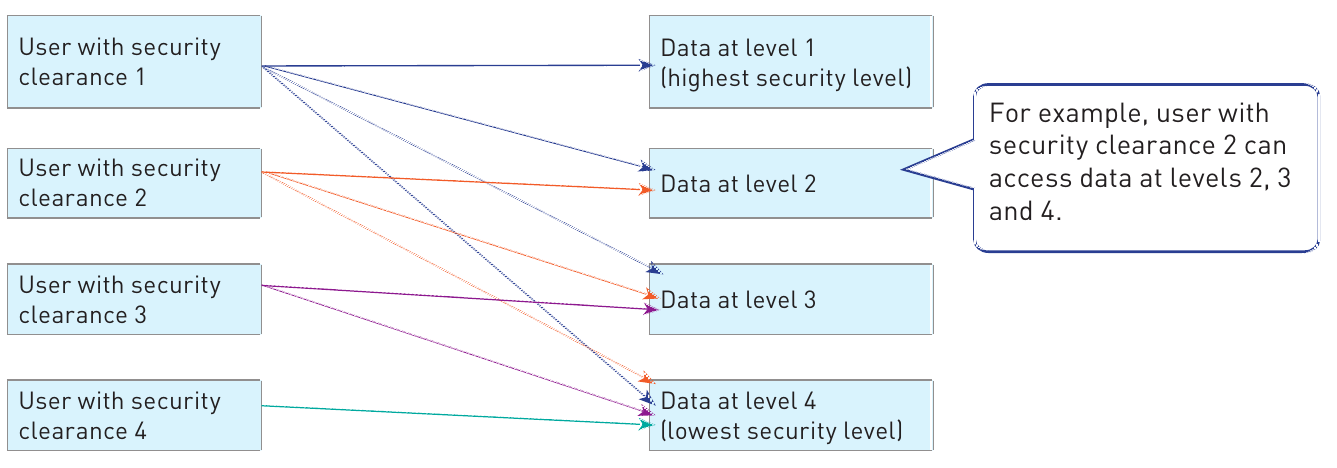 User with security
clearance 1
Data at level 1
(highest security level)
For example, user with
security clearance 2 can
access data at levels 2, 3
and 4.
User with security
clearance 2
Data at level 2
User with security
clearance 3
Data at level 3
User with security
clearance 4
Data at level 4
(lowest security level)